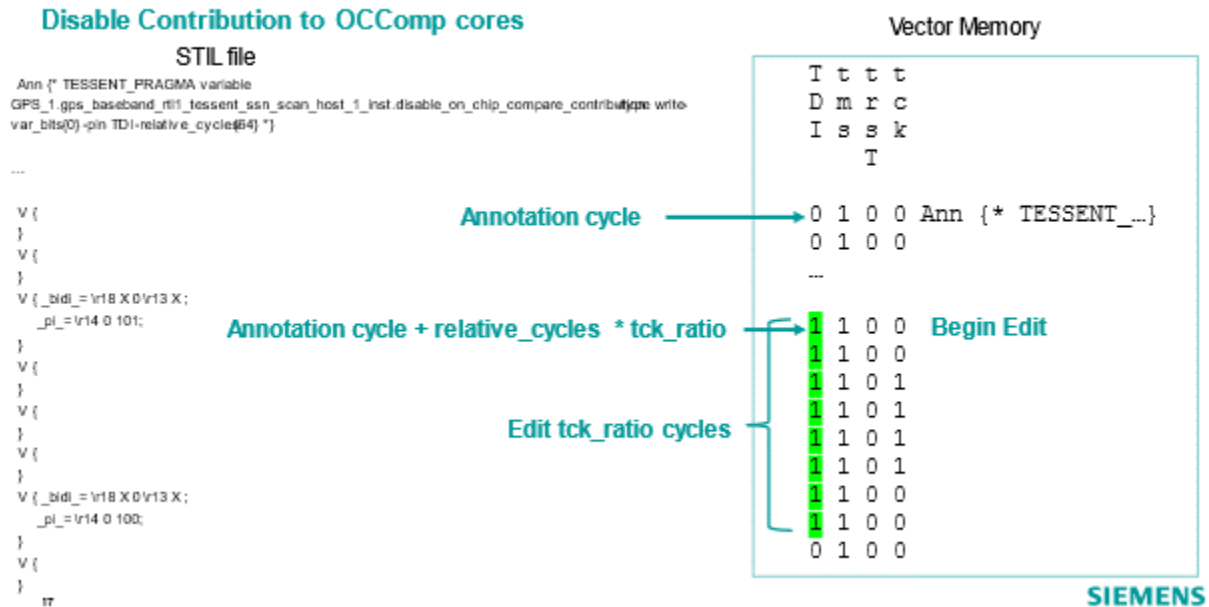 Disable Contribution to OCComp cores
STIL file
Ann {* TESSENT_PRAGMA variable
GPS_1.gps_baseband_rtl1_tessent_ssn_scan_host_1_inst.disable_on_chip_compare_contribution write-
var_bits{0} -pin TDI-relative_cycles{64} *}
...
V {
}
V {
}
V { _bidi_= \r18 X 0 \r13 X ;
_pi_= \r14 0 101;
}
V {
}
V {
}
V {
}
V { _bidi_= \r18 X 0 \r13 X ;
_pi_= \r14 0 100;
}
V {
}
17
Annotation cycle
Annotation cycle + relative_cycles * tck_ratio
Edit tck_ratio cycles
Vector Memory
T t t t
D m r c
I s s k
T
0 1 0 0 Ann {* TESSENT_…}
0 1 0 0
...
1 1 0 0 Begin Edit
1 1 0 0
1 1 0 1
1 1 0 1
1 1 0 1
1 1 0 1
1 1 0 0
1 1 0 0
0 1 0 0
SIEMENS